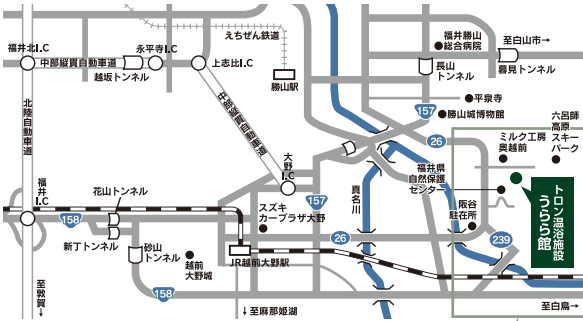 福井北I.C
永平寺I.C
中部縦貫自動車道
越坂トンネル
上志比I.C
えちぜん鉄道
勝山駅
福井勝山
総合病院
至白山市→
暮見トンネル
長山
トンネル
平泉寺
157
勝山城博物館
26
六呂師
高原
スキー
パーク
ミルク工房
奥越前
北陸自動車道
中部縦貫自動車道
大野
I.C
福井県
自然保護
センター
トロン温浴施設
うらら館
福井
I.C
花山トンネル
158
新丁トンネル
スズキ
カープラザ大野
157
真名川
阪谷
駐在所
26
239
砂山
トンネル
越前
大野城
JR越前大野駅
158
至敦賀→
↓至麻那姫湖
至白鳥→